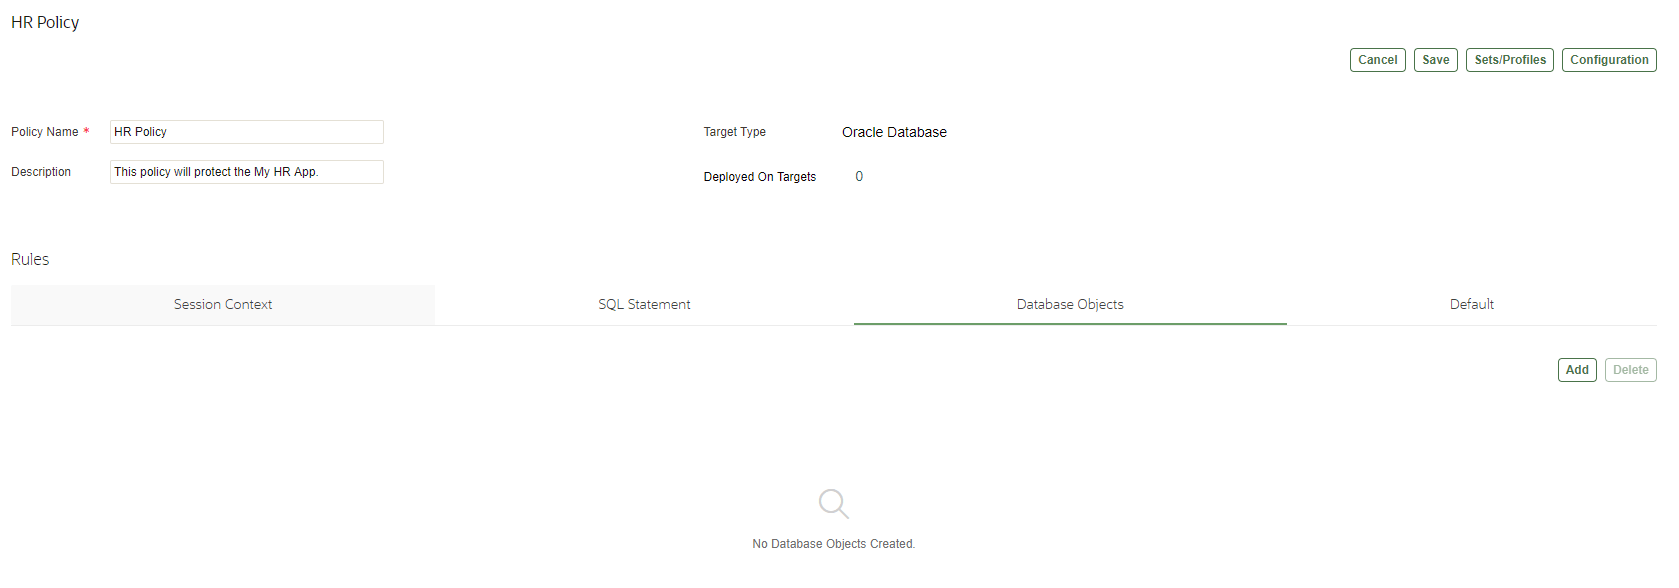 HR Policy
Cancel Save Sets/Profiles Configuration
Policy Name * HR Policy Target Type Oracle Database
Description This policy will protect the My HR App. Deployed On Targets 0
Rules
Session Context SQL Statement Database Objects Default
Add Delete
No Database Objects Created.